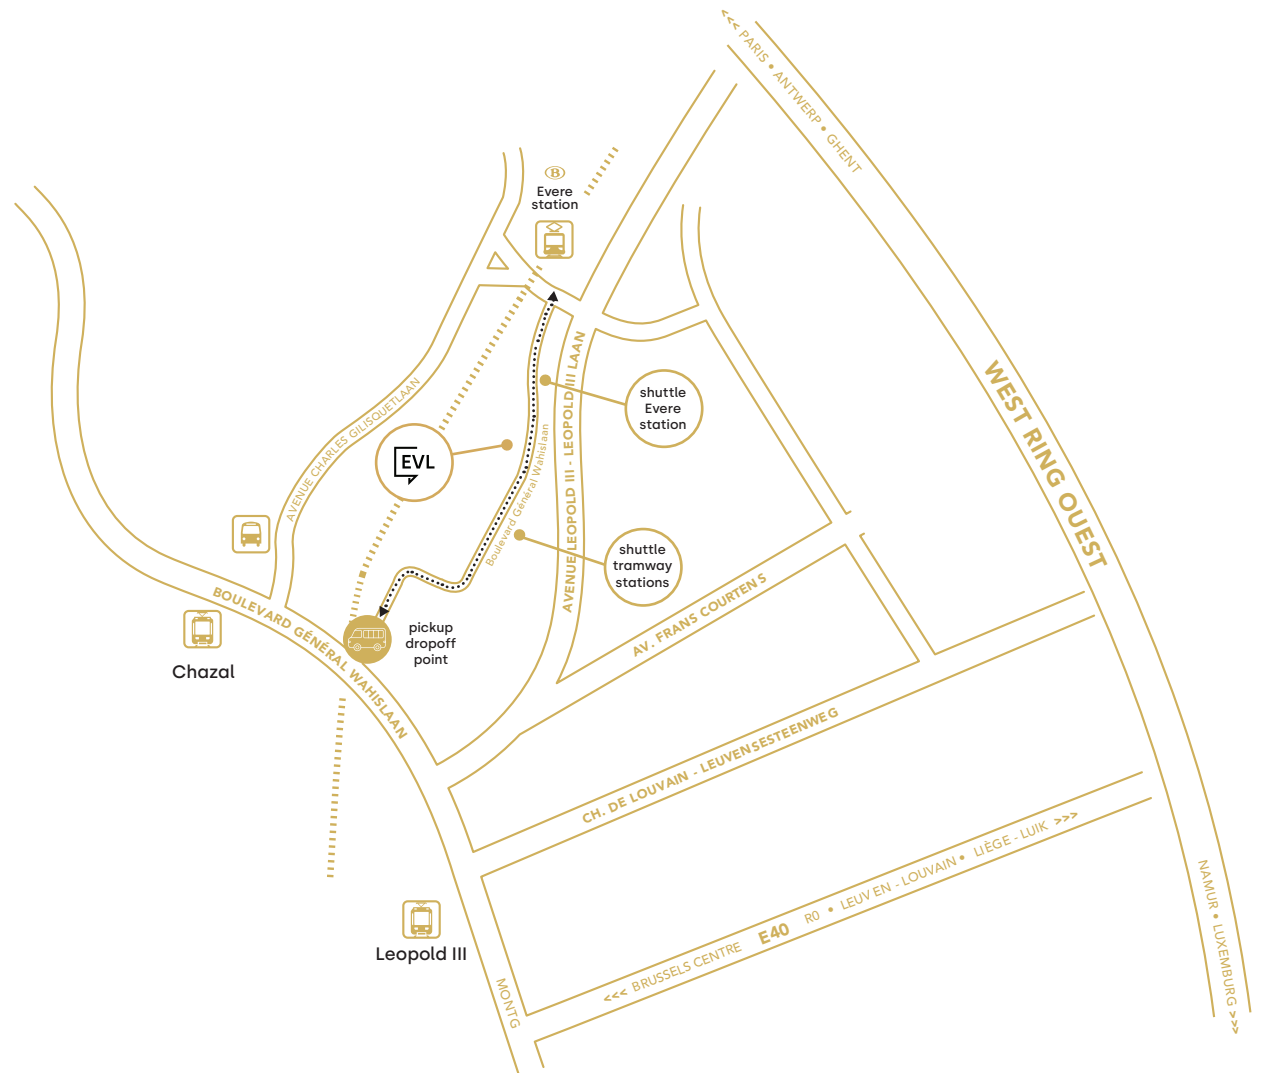 <<< PARIS • ANTWERP • GHENT
B
Evere
station
WEST RING OUEST
AVENUE LEOPOLD III - LEOPOLD III LAAN
shuttle
Evere
station
AVENUE CHARLES GILISQUETLAAN
EVL
Boulevard Général Wahislaan
shuttle
tramway
stations
BOULEVARD GÉNÉRAL WAHISLAAN
pickup
dropoff
point
AV. FRANS COURTENS
Chazal
CH. DE LOUVAIN - LEUVENSESTEENWEG
<<< BRUSSELS CENTRE E40 R0 • LEUVEN - LOUVAIN • LIÈGE - LUIK >>>
NAMUR • LUXEMBURG >>>
Leopold III
MONTG